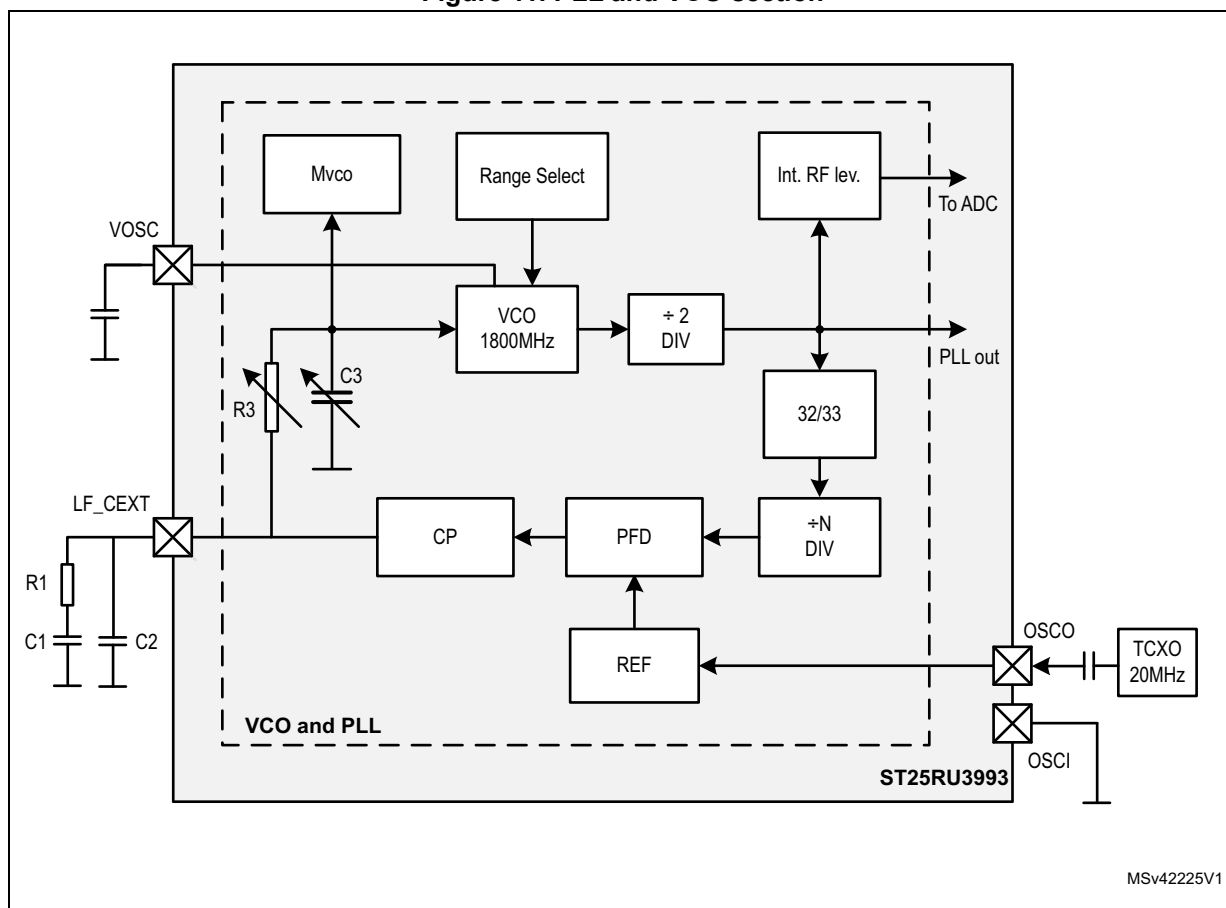 Figure PLL and VCO section
Mvco
Range Select
Int. RF lev.
To ADC
VOSC
VCO
1800MHz
÷ 2
DIV
PLL out
C3
R3
32/33
LF_CEXT
CP
PFD
÷N
DIV
R1
C1
C2
REF
OSCO
TCXO
20MHz
VCO and PLL
OSCI
ST25RU3993
MSv42225V1